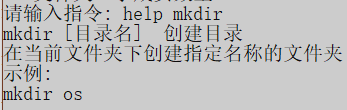 请输入指令: help mkdir
mkdir [目录名]  创建目录
在当前文件夹下创建指定名称的文件夹
示例:
mkdir os